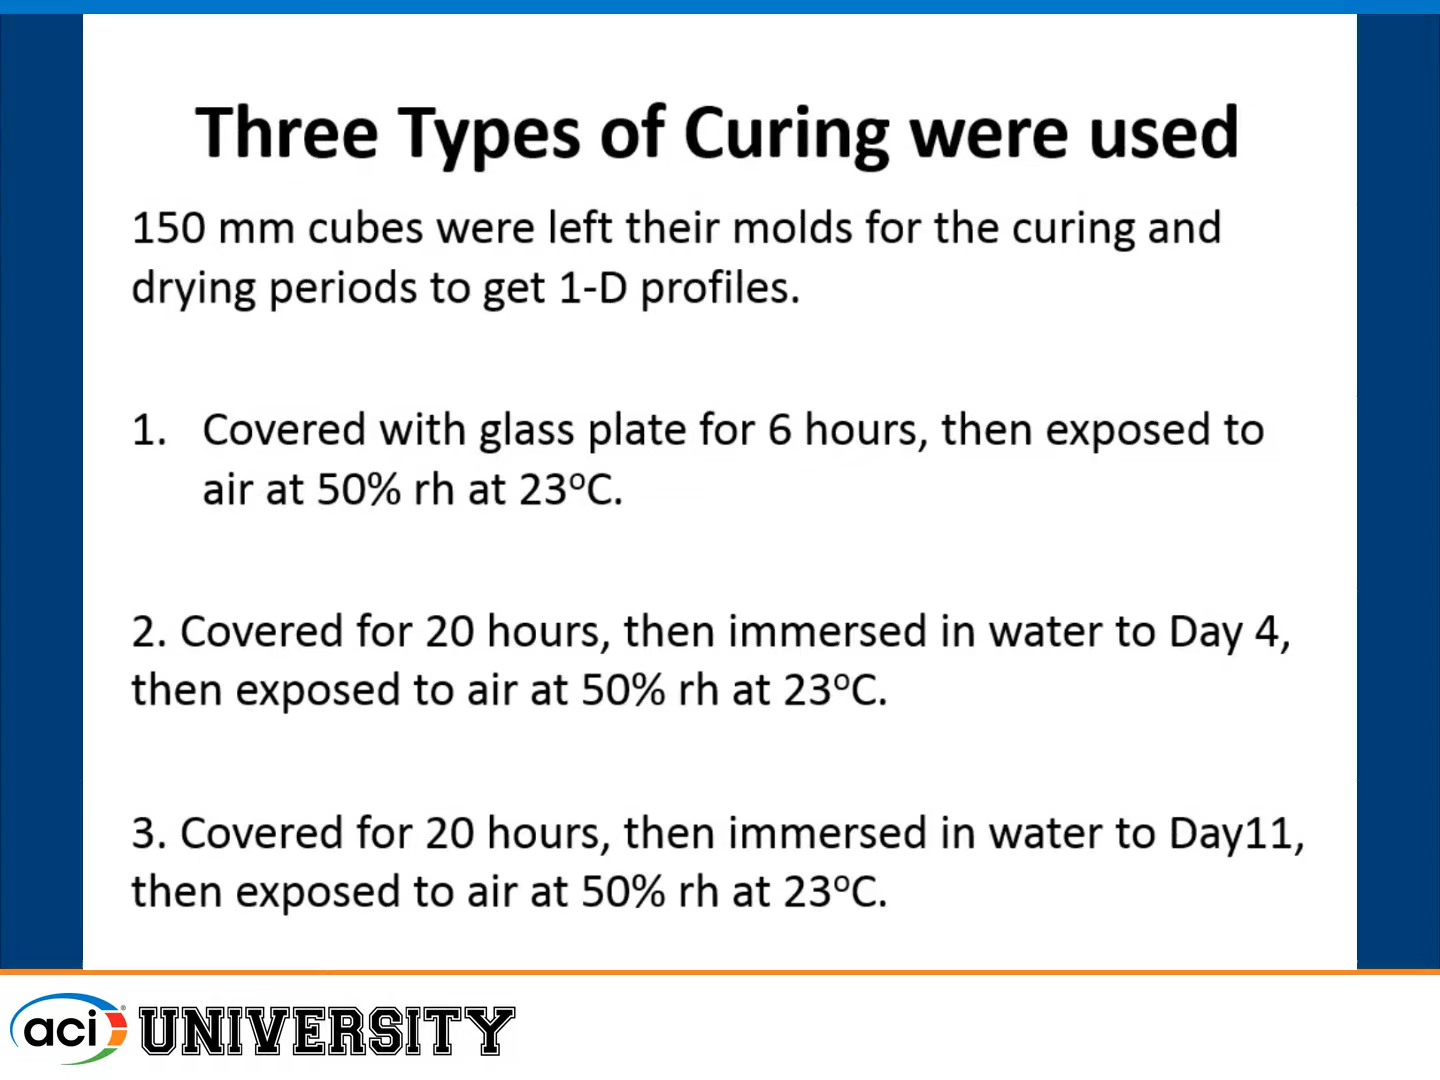 Three Types of Curing were used
150 mm cubes were left their molds for the curing and
drying periods to get 1-D profiles.
1. Covered with glass plate for 6 hours, then exposed to
air at 50% rh at 23ºC.
2. Covered for 20 hours, then immersed in water to Day 4,
then exposed to air at 50% rh at 23ºC.
3. Covered for 20 hours, then immersed in water to Day11,
then exposed to air at 50% rh at 23ºC.
aci UNIVERSITY